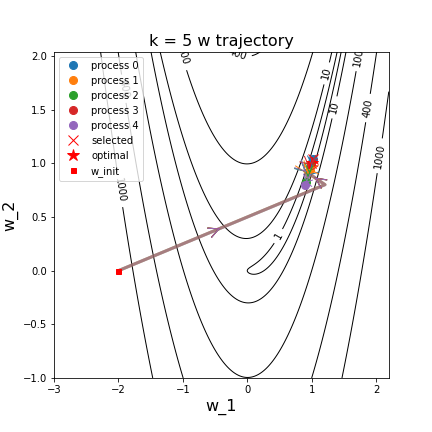 k = 5 w trajectory
process 0
process 1
process 2
process 3
process 4
selected
optimal
w_init
10
100
10
400
1000
1
2.0
1.5
1.0
0.5
0.0
−0.5
−1.0
w_2
−3
−2
−1
0
1
2
w_1